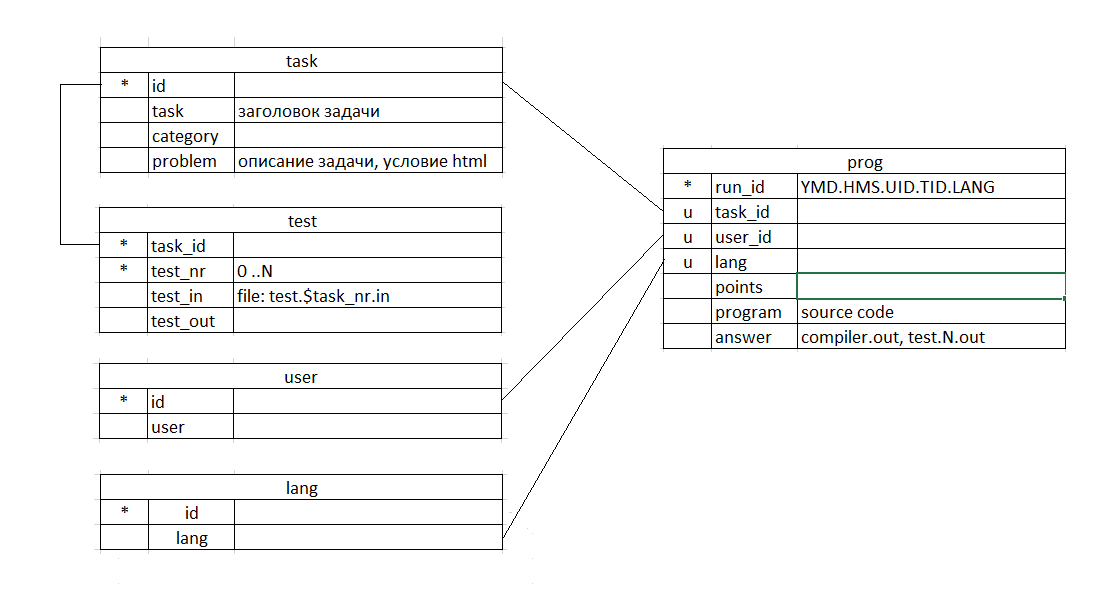 task
* id
task заголовок задачи
category
problem описание задачи, условие html
test
* task_id
* test_nr 0 ..N
test_in file: test.$task_nr.in
test_out
user
* id
user
lang
* id
lang
prog
* run_id YMD.HMS.UID.TID.LANG
u task_id
u user_id
u lang
points
program source code
answer compiler.out, test.N.out